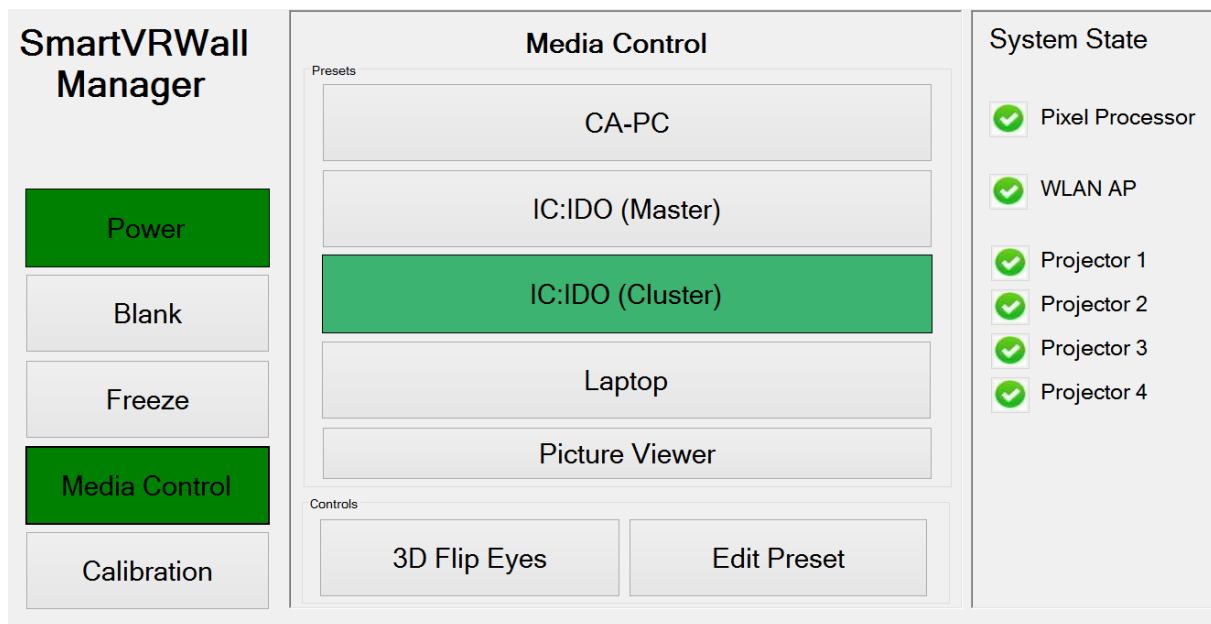 SmartVRWall
Manager
Power
Blank
Freeze
Media Control
Calibration
Media Control
Presets
CA-PC
IC:IDO (Master)
IC:IDO (Cluster)
Laptop
Picture Viewer
Controls
3D Flip Eyes
Edit Preset
System State
Pixel Processor
WLAN AP
Projector 1
Projector 2
Projector 3
Projector 4